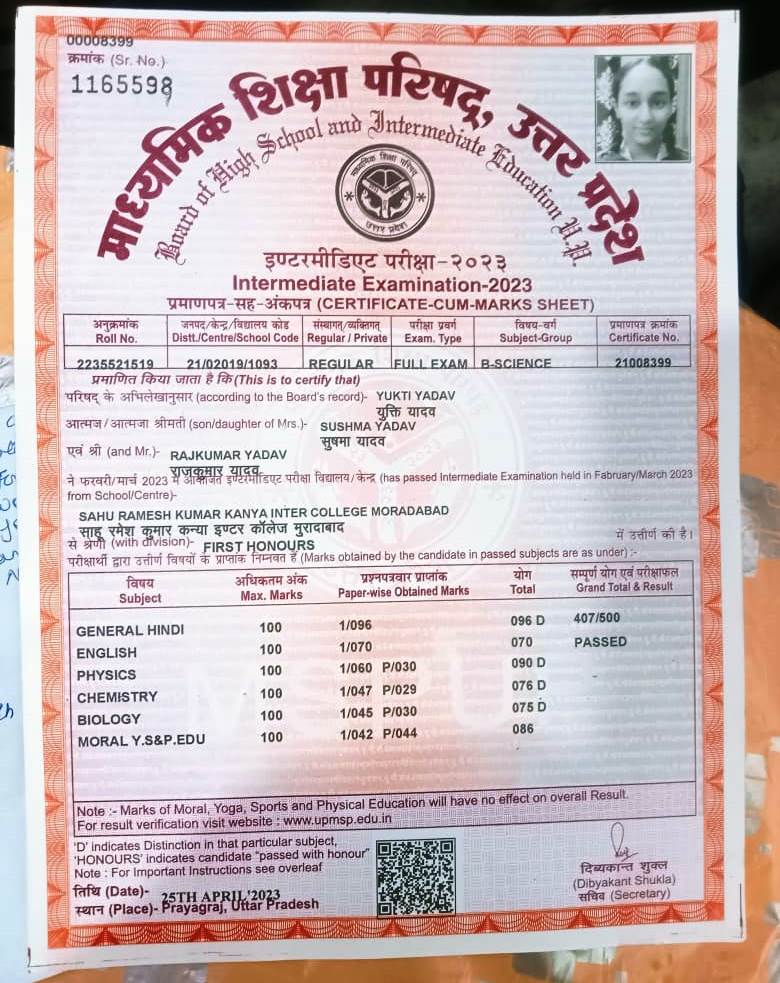 00008399
क्रमांक (Sr. No.)
1165598
माध्यमिक शिक्षा परिषद्, उत्तर प्रदेश
Board of High School and Intermediate Education U.P.
माध्यमिक शिक्षा परिषद
उत्तर प्रदेश
इण्टरमीडिएट परीक्षा-२०२३
Intermediate Examination-2023
प्रमाणपत्र-सह-अंकपत्र (CERTIFICATE-CUM-MARKS SHEET)
अनुक्रमांक जनपद/केन्द्र/विद्यालय कोड संस्थागत/व्यक्तिगत परीक्षा प्रवर्ग विषय-वर्ग प्रमाणपत्र क्रमांक
Roll No. Distt./Centre/School Code Regular / Private Exam. Type Subject-Group Certificate No.
2235521519 21/02019/1093 REGULAR FULL EXAM B-SCIENCE 21008399
प्रमाणित किया जाता है कि (This is to certify that)
परिषद के अभिलेखानुसार (according to the Board's record)- YUKTI YADAV
युक्ति यादव
आत्मज/आत्मजा श्रीमती (son/daughter of Mrs.)- SUSHMA YADAV
सुषमा यादव
एवं श्री (and Mr.)- RAJKUMAR YADAV
राजकुमार यादव
ने फरवरी/मार्च 2023 में आयोजित इण्टरमीडिएट परीक्षा विद्यालय/केन्द्र (has passed Intermediate Examination held in Fabruary/March 2023
from School/Centre)-
SAHU RAMESH KUMAR KANYA INTER COLLEGE MORADABAD
साहू रमेश कुमार कन्या इण्टर कॉलेज मुरादाबाद
से श्रेणी (with division)- FIRST HONOURS में उत्तीर्ण की है।
परीक्षार्थी द्वारा उत्तीर्ण विषयों के प्राप्तांक निम्नवत हैं (Marks obtained by the candidate in passed subjects are as under) :-
विषय अधिकतम अंक प्रश्नपत्रवार प्राप्तांक योग सम्पूर्ण योग एवं परीक्षाफल
Subject Max. Marks Paper-wise Obtained Marks Total Grand Total & Result
GENERAL HINDI 100 1/096 096 D 407/500
ENGLISH 100 1/070 070 PASSED
PHYSICS 100 1/060 P/030 090 D
CHEMISTRY 100 1/047 P/029 076 D
BIOLOGY 100 1/045 P/030 075 D
MORAL Y.S&P.EDU 100 1/042 P/044 086
Note :- Marks of Moral, Yoga, Sports and Physical Education will have no effect on overall Result.
For result verification visit website : www.upmsp.edu.in
'D' indicates Distinction in that particular subject,
'HONOURS' indicates candidate "passed with honour"
Note : For Important Instructions see overleaf
तिथि (Date)- 25TH APRIL'2023
स्थान (Place)- Prayagraj, Uttar Pradesh
दिब्यकान्त शुक्ल
(Dibyakant Shukla)
सचिव (Secretary)